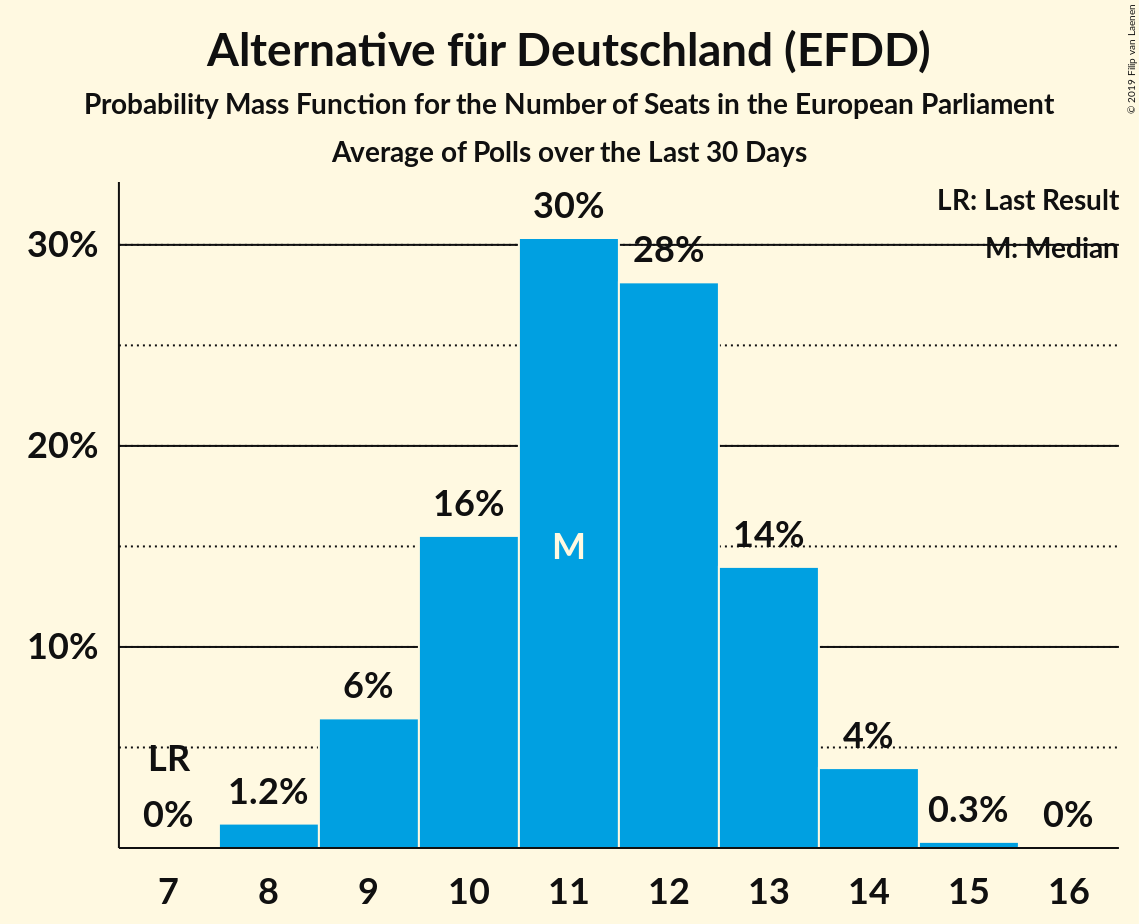 Alternative für Deutschland (EFDD)
Probability Mass Function for the Number of Seats in the European Parliament
Average of Polls over the Last 30 Days
© 2019 Filip van Laenen
LR: Last Result
M: Median
30%
20%
10%
LR
0%
1.2%
6%
16%
30%
M
28%
14%
4%
0.3%
0%
7 8 9 10 11 12 13 14 15 16